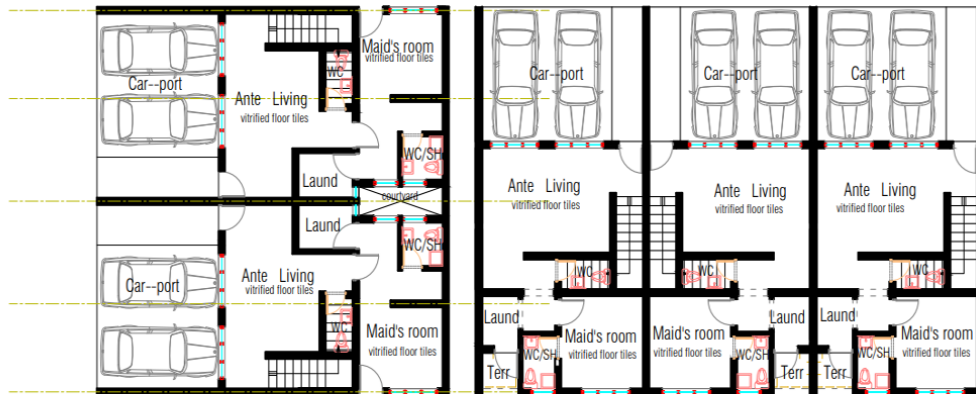 Maid's room
vitrified floor tiles
Car--port
WC
Ante Living
vitrified floor tiles
WC/SH
Laund
courtyard
Laund
WC/SH
Ante Living
vitrified floor tiles
Car--port
WC
Maid's room
vitrified floor tiles
Car--port
Car--port
Car--port
Ante Living
vitrified floor tiles
Ante Living
vitrified floor tiles
Ante Living
vitrified floor tiles
WC
WC
WC
Laund
Maid's room
vitrified floor tiles
Maid's room
vitrified floor tiles
Laund
Laund
Maid's room
vitrified floor tiles
WC/SH
WC/SH
WC/SH
Terr
Terr
Terr